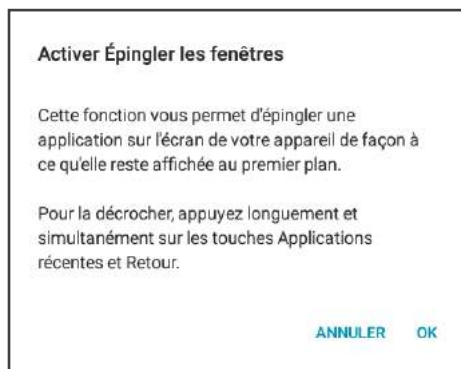 Activer Épingler les fenêtres
Cette fonction vous permet d'épingler une
application sur l'écran de votre appareil de façon à
ce qu'elle reste affichée au premier plan.
Pour la décrocher, appuyez longuement et
simultanément sur les touches Applications
récentes et Retour.
ANNULER OK